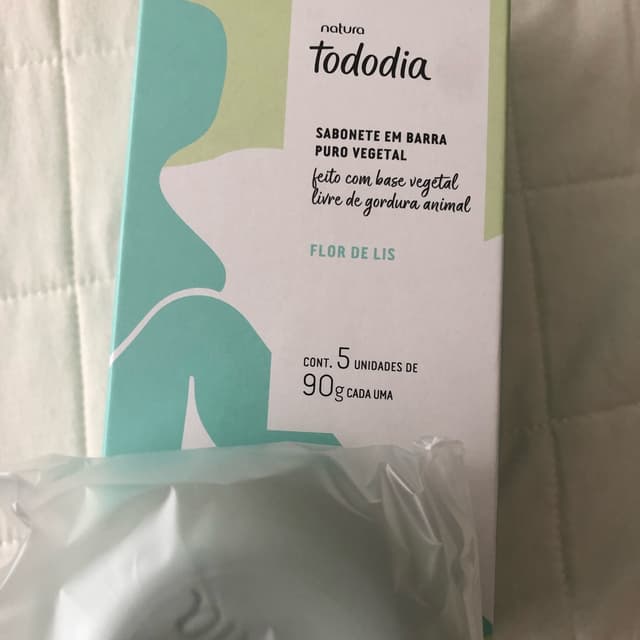 natura
Tododia
SABONETE EM BARRA
PURO VEGETAL
feito com base vegetal
livre de gordura animal
FLOR DE LIS
CONT. 5 UNIDADES DE
90g CADA UMA